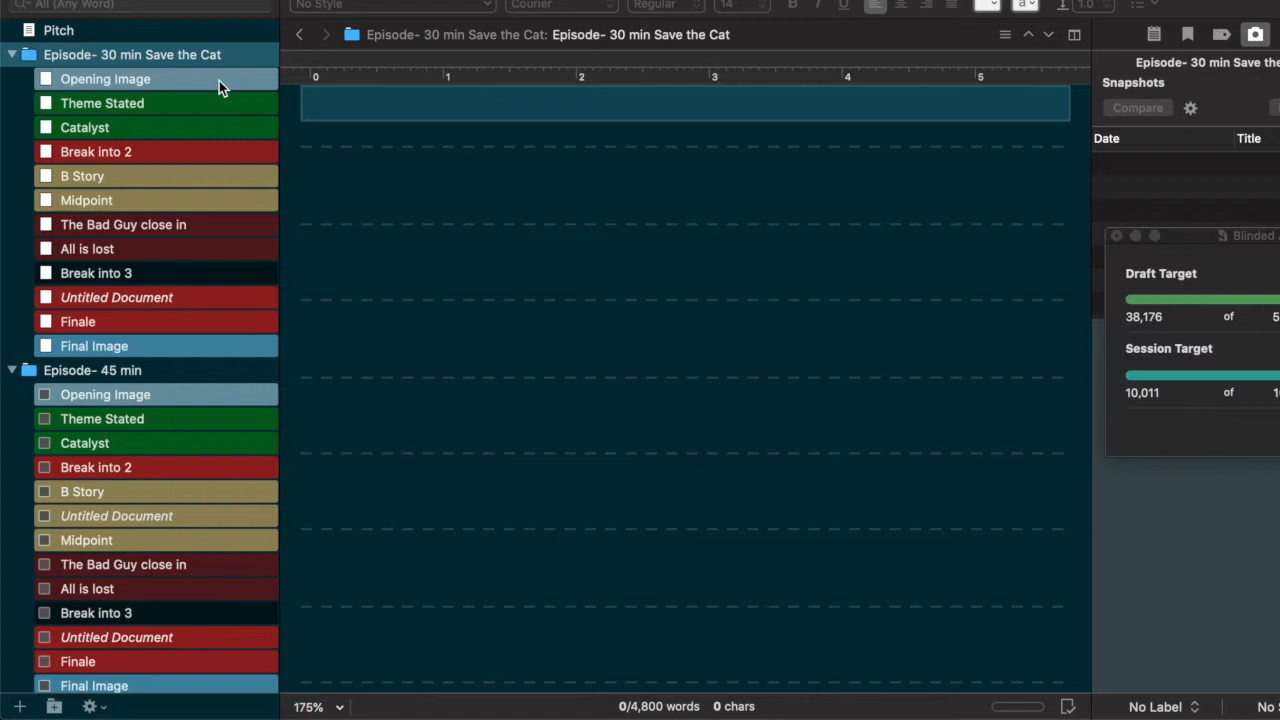 All (Any Word)
No Style
Courier
Regular
14
B I U
a
1.0
Pitch
Episode- 30 min Save the Cat
Opening Image
Theme Stated
Catalyst
Break into 2
B Story
Midpoint
The Bad Guy close in
All is lost
Break into 3
Untitled Document
Finale
Final Image
Episode- 45 min
Opening Image
Theme Stated
Catalyst
Break into 2
B Story
Untitled Document
Midpoint
The Bad Guy close in
All is lost
Break into 3
Untitled Document
Finale
Final Image
Episode- 30 min Save the Cat: Episode- 30 min Save the Cat
0 1 2 3 4 5
175%
0/4,800 words 0 chars
Episode- 30 min Save the
Snapshots
Compare
Date Title
Blinded
Draft Target
38,176 of 5
Session Target
10,011 of 1
No Label
No